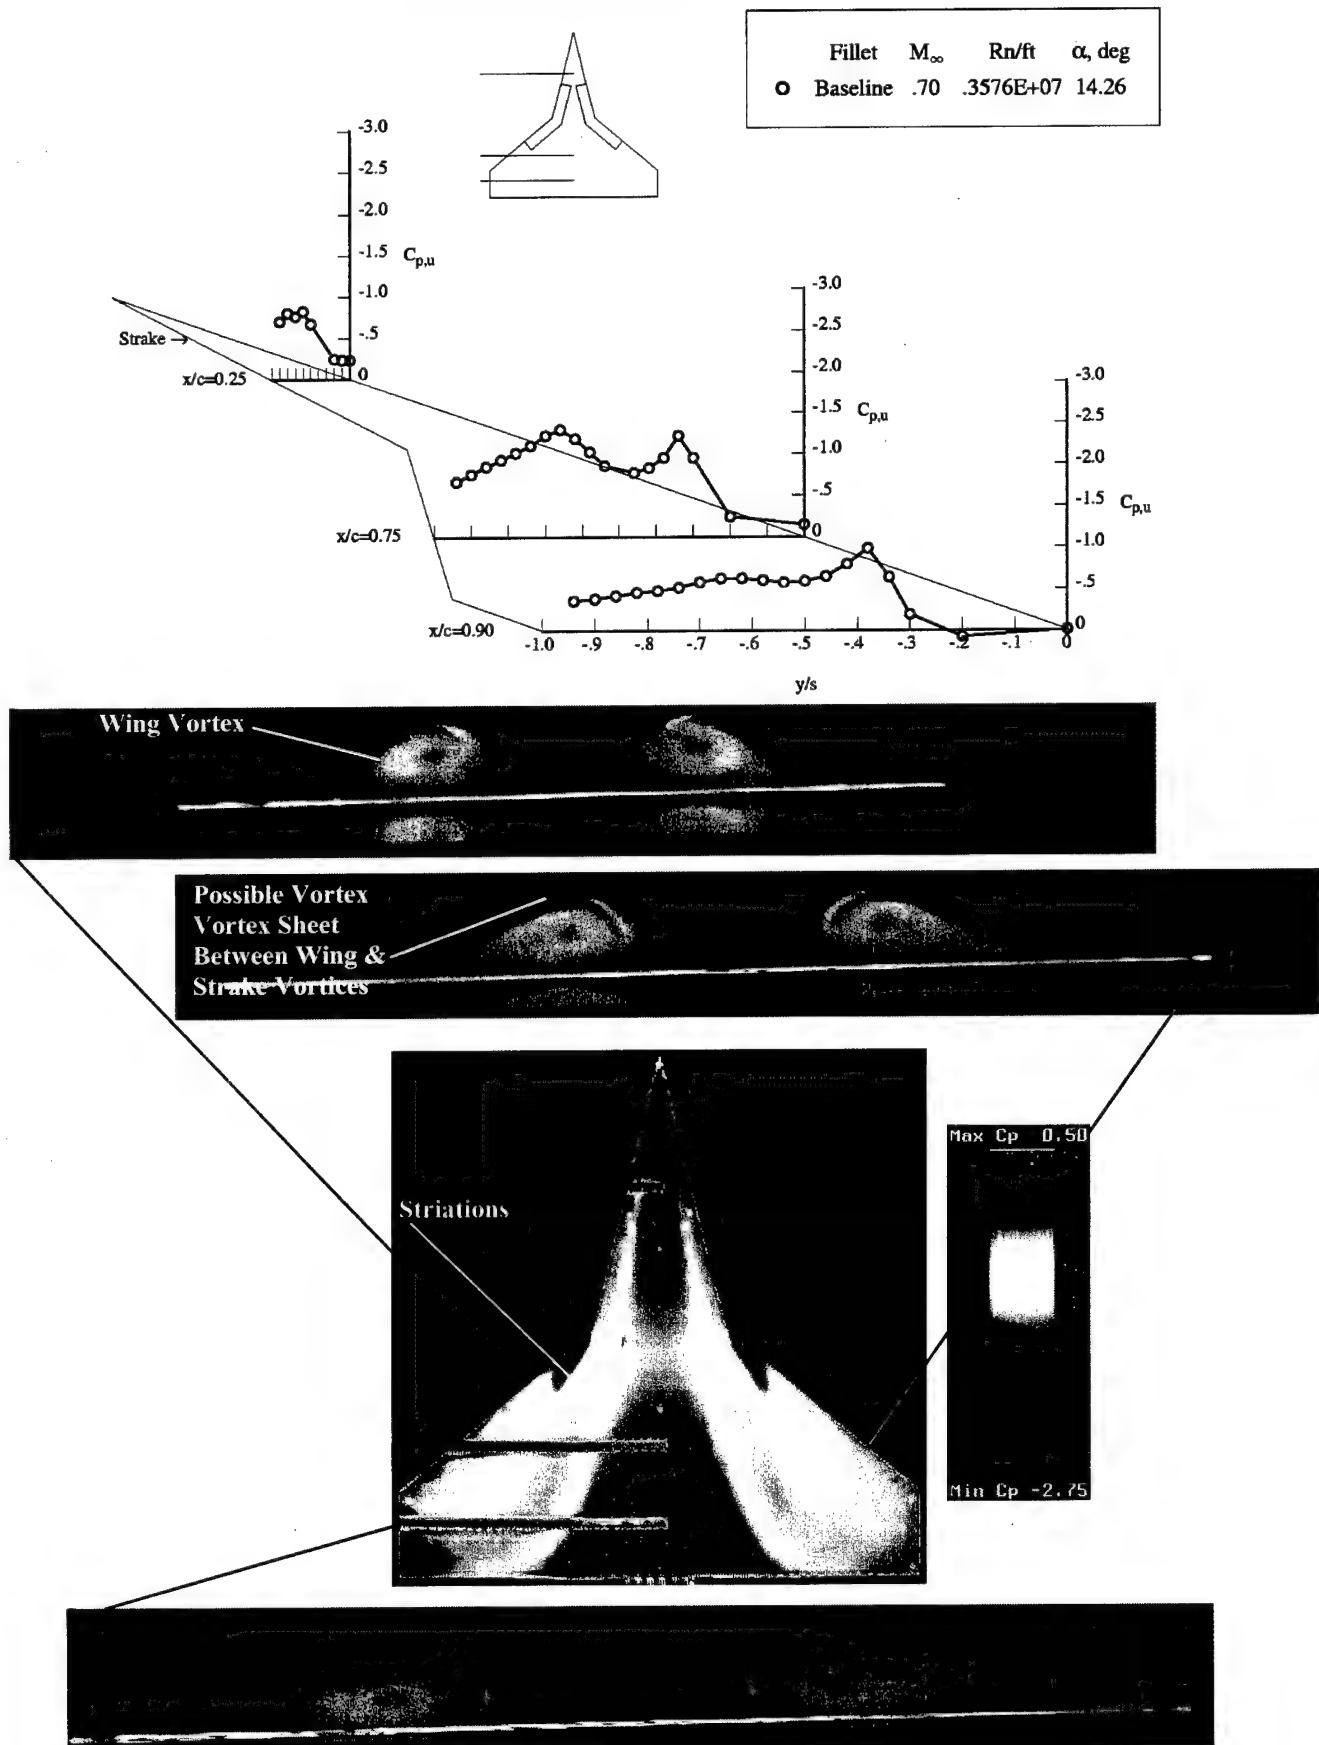 Fillet M∞ Rn/ft α, deg
Baseline .70 .3576E+07 14.26
-3.0
-2.5
-2.0
-1.5 Cp,u
-1.0
-.5
0
Strake →
x/c=0.25
-3.0
-2.5
-2.0
-1.5 Cp,u
-1.0
-.5
0
x/c=0.75
-3.0
-2.5
-2.0
-1.5 Cp,u
-1.0
-.5
0
x/c=0.90
-1.0 -.9 -.8 -.7 -.6 -.5 -.4 -.3 -.2 -.1 0
y/s
Wing Vortex
Possible Vortex
Vortex Sheet
Between Wing &
Strake Vortices
Striations
Max Cp 0.50
Min Cp -2.75